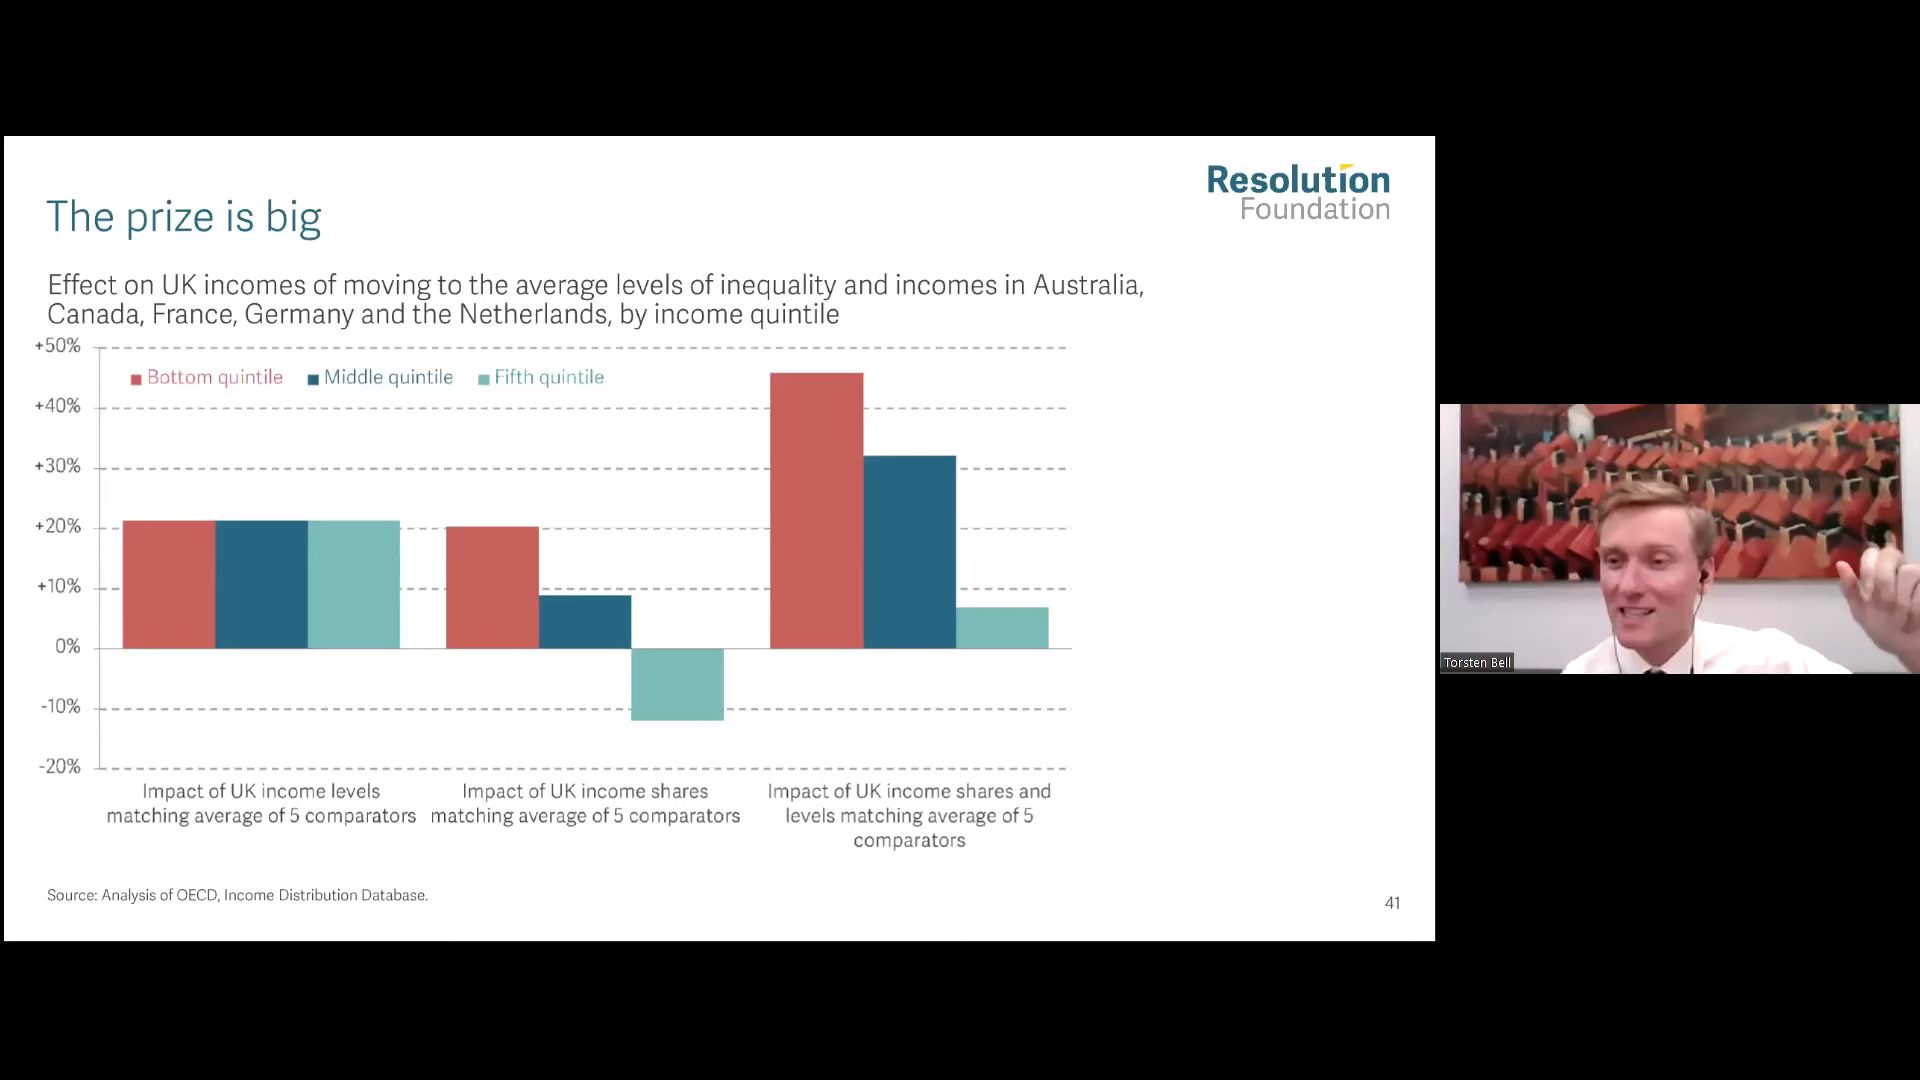 Resolution
Foundation
The prize is big
Effect on UK incomes of moving to the average levels of inequality and incomes in Australia,
Canada, France, Germany and the Netherlands, by income quintile
+50%
Bottom quintile Middle quintile Fifth quintile
+40%
+30%
+20%
+10%
0%
-10%
-20%
Impact of UK income levels
matching average of 5 comparators
Impact of UK income shares
matching average of 5 comparators
Impact of UK income shares and
levels matching average of 5
comparators
Source: Analysis of OECD, Income Distribution Database.
41
Torsten Bell